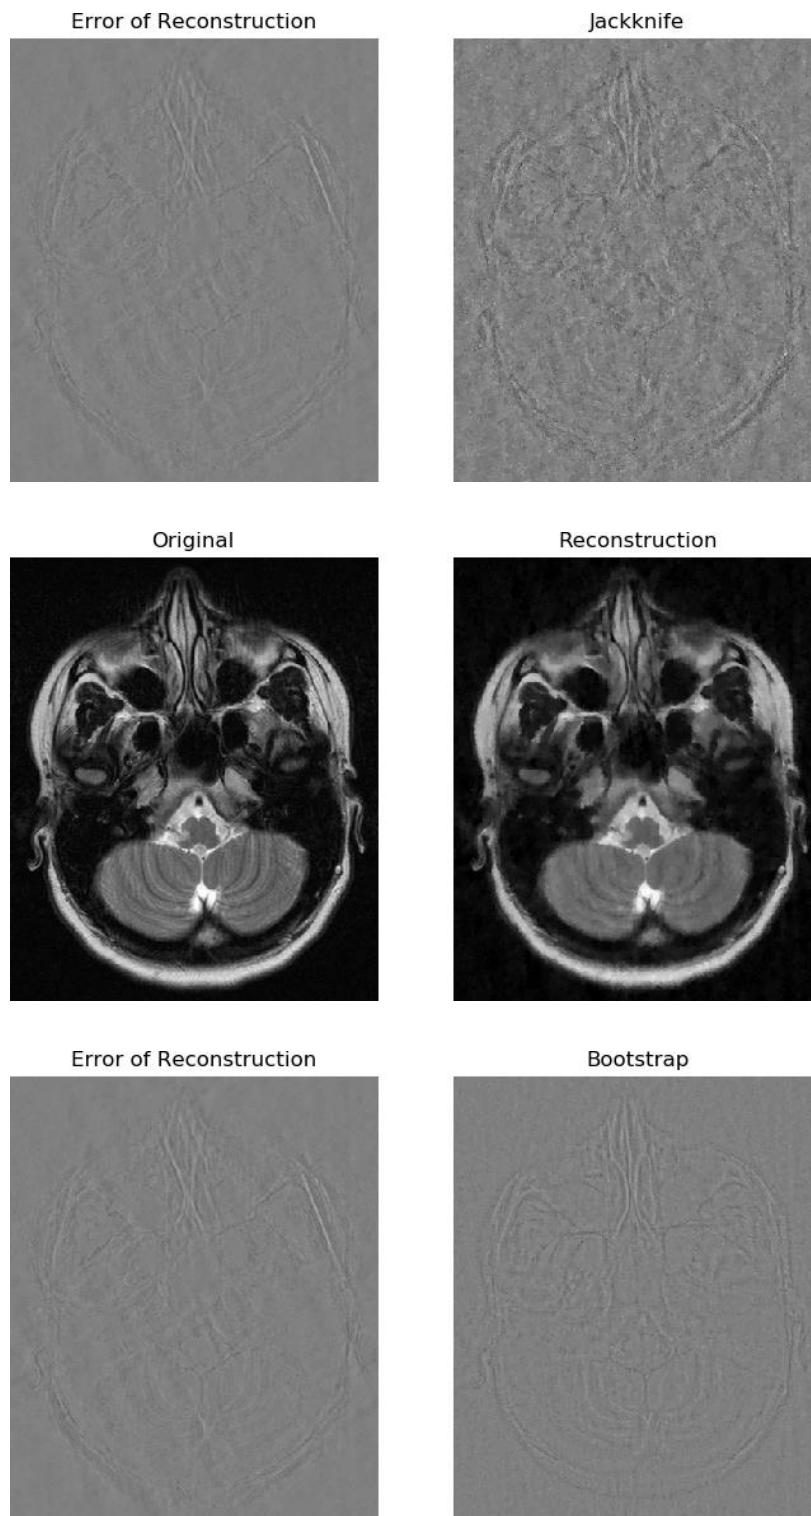 Error of Reconstruction
Jackknife
Original
Reconstruction
Error of Reconstruction
Bootstrap